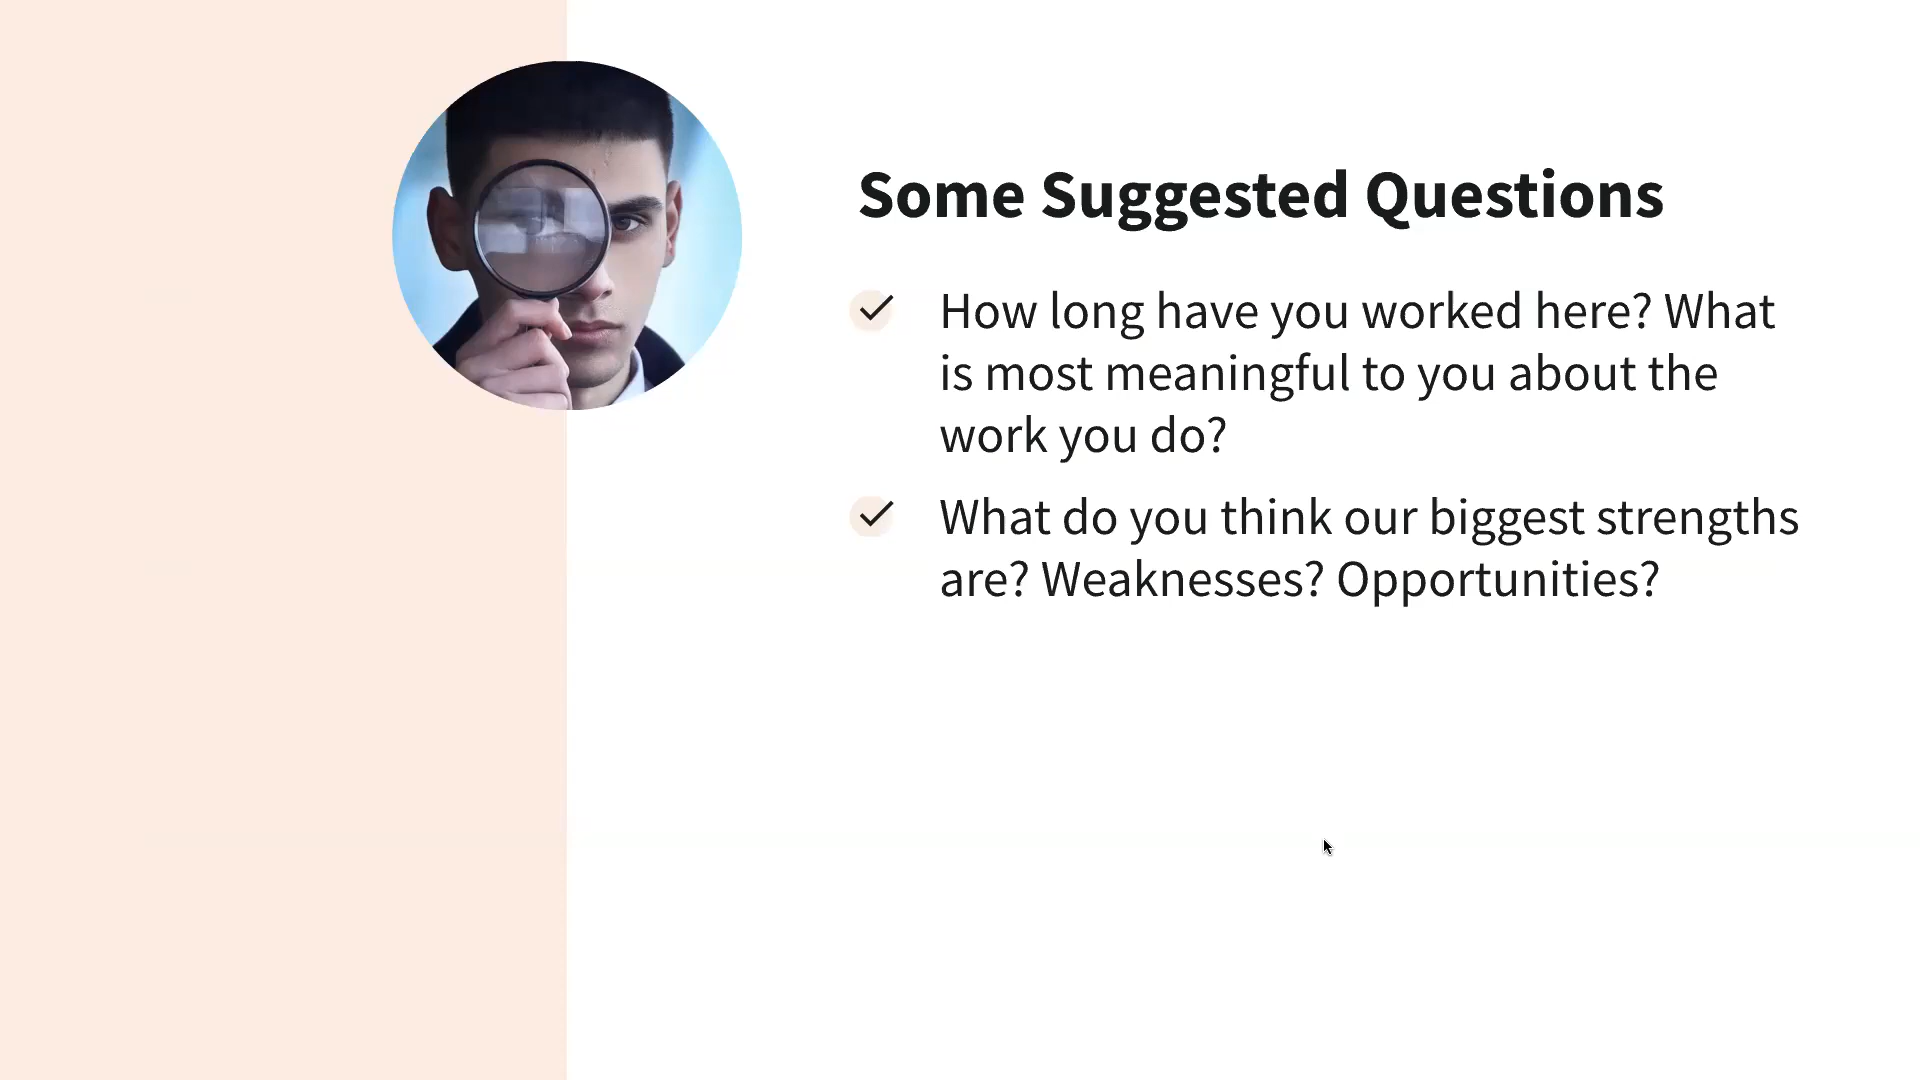 Some Suggested Questions
How long have you worked here? What
is most meaningful to you about the
work you do?
What do you think our biggest strengths
are? Weaknesses? Opportunities?